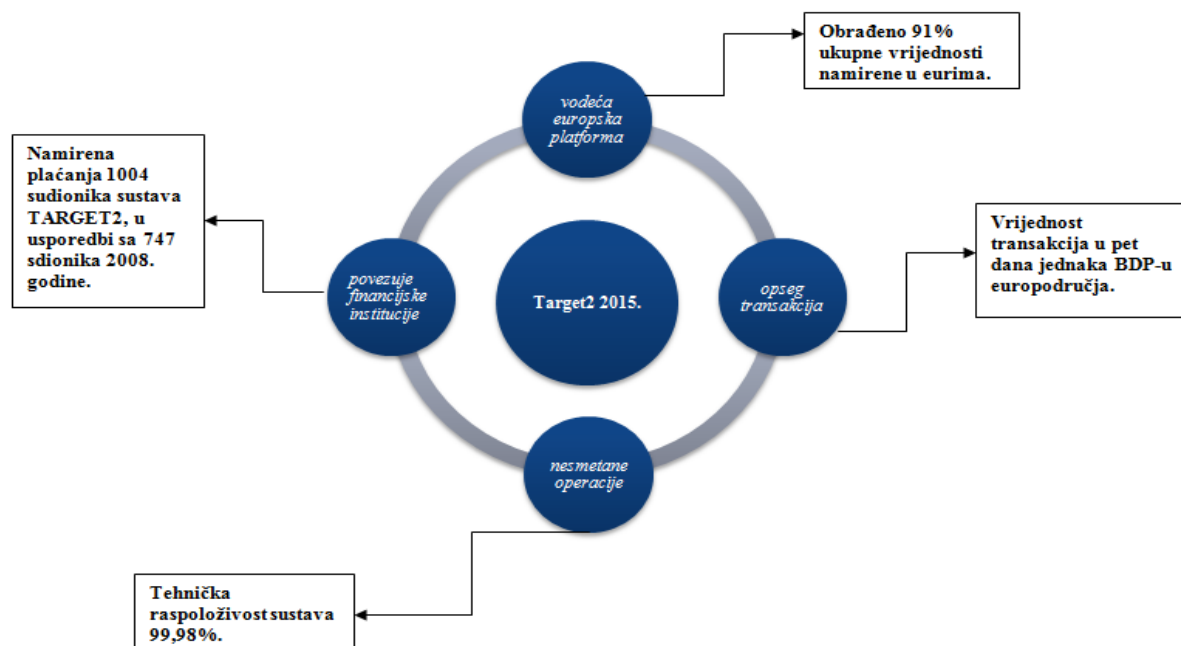 Obrađeno 91%
ukupne vrijednosti
namirene u eurima.
vodeća
europska
platforma
Namirena
plaćanja 1004
sudionika sustava
TARGET2, u
usporedbi sa 747
sdionika 2008.
godine.
Vrijednost
transakcija u pet
dana jednaka BDP-u
europodručja.
povezuje
financijske
institucije
Target2 2015.
opseg
transakcija
nesmetane
operacije
Tehnička
raspoloživost sustava
99,98%.